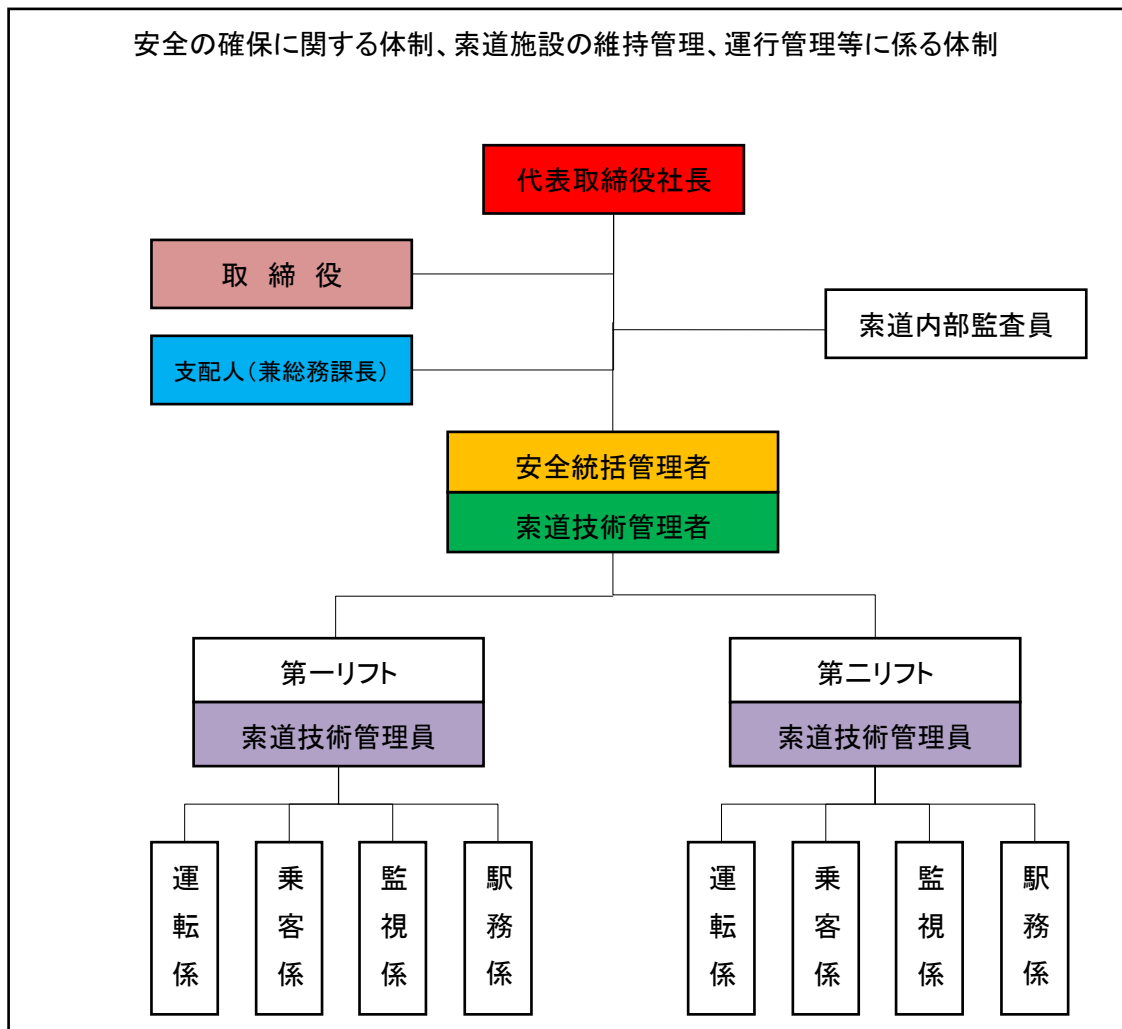 安全の確保に関する体制、索道施設の維持管理、運行管理等に係る体制
代表取締役社長
取 締 役
索道内部監査員
支配人(兼総務課長)
安全統括管理者
索道技術管理者
第一リフト
索道技術管理員
第二リフト
索道技術管理員
運転係
乗客係
監視係
駅務係
運転係
乗客係
監視係
駅務係